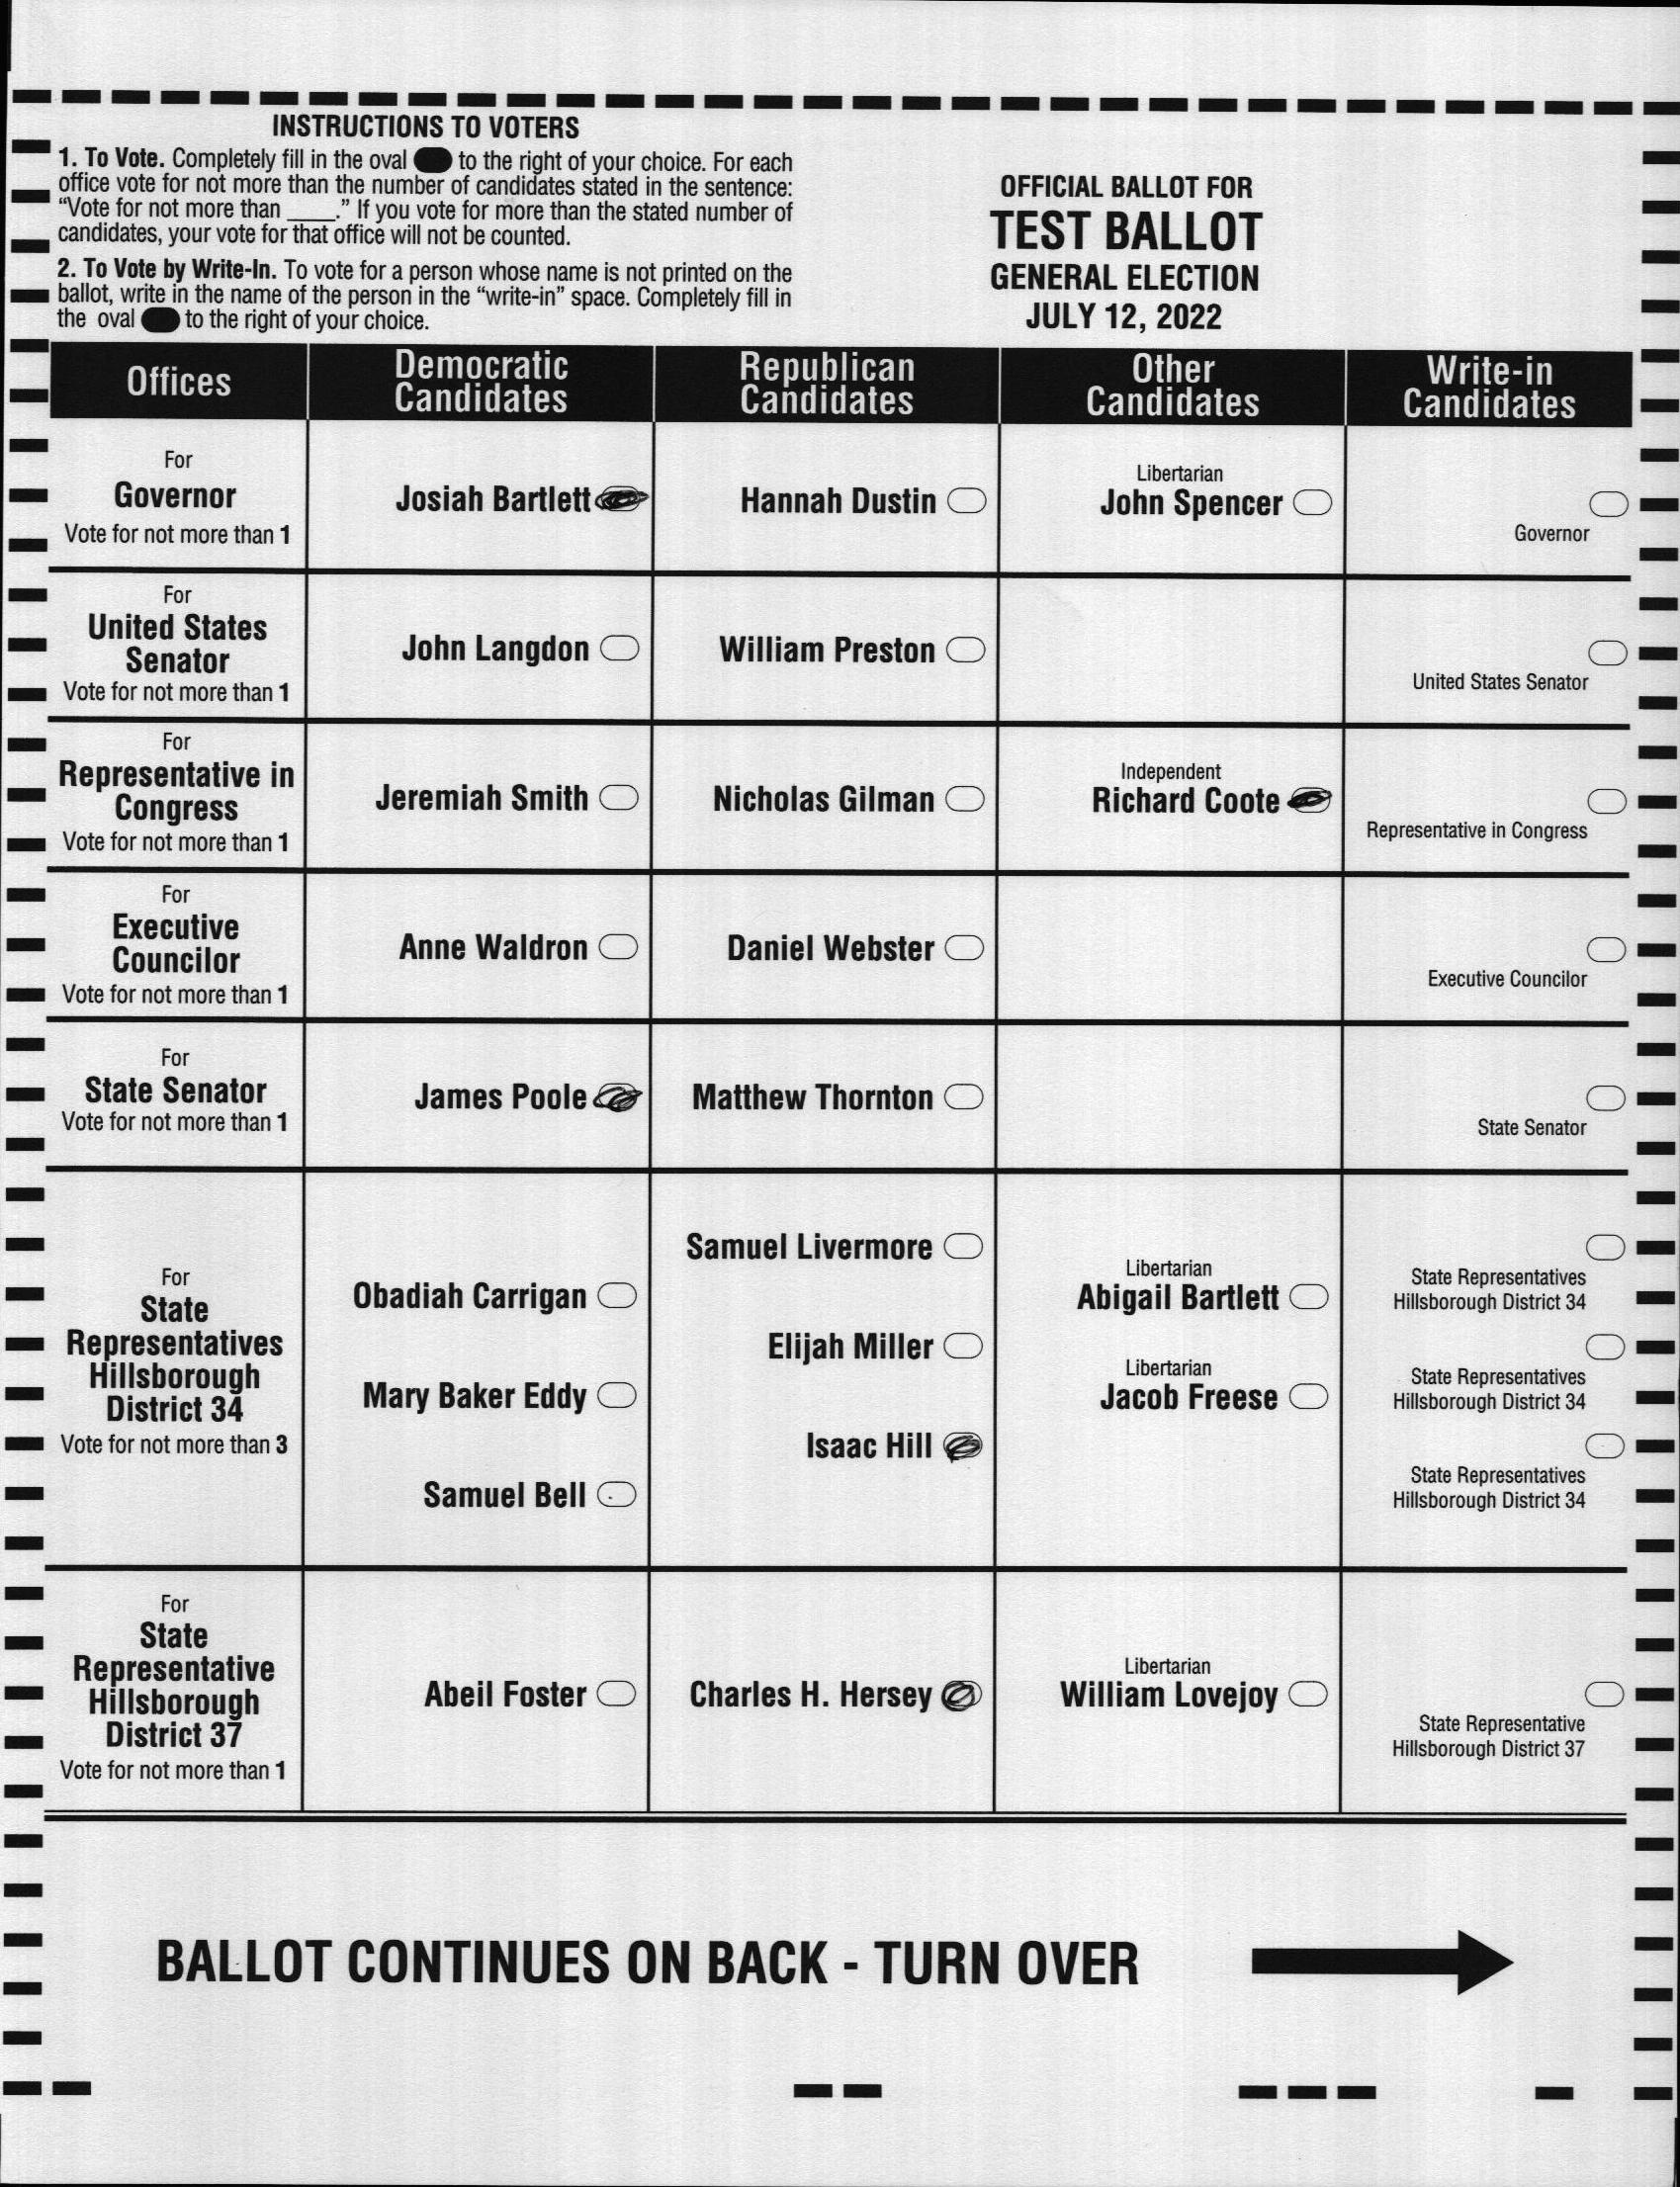 INSTRUCTIONS TO VOTERS
1. To Vote. Completely fill in the oval to the right of your choice. For each
office vote for not more than the number of candidates stated in the sentence:
“Vote for not more than ____.” If you vote for more than the stated number of
candidates, your vote for that office will not be counted.
2. To Vote by Write-In. To vote for a person whose name is not printed on the
ballot, write in the name of the person in the “write-in” space. Completely fill in
the oval to the right of your choice.
OFFICIAL BALLOT FOR
TEST BALLOT
GENERAL ELECTION
JULY 12, 2022
Offices
Democratic
Candidates
Republican
Candidates
Other
Candidates
Write-in
Candidates
For
Governor
Vote for not more than 1
Josiah Bartlett
Hannah Dustin
Libertarian
John Spencer
Governor
For
United States
Senator
Vote for not more than 1
John Langdon
William Preston
United States Senator
For
Representative in
Congress
Vote for not more than 1
Jeremiah Smith
Nicholas Gilman
Independent
Richard Coote
Representative in Congress
For
Executive
Councilor
Vote for not more than 1
Anne Waldron
Daniel Webster
Executive Councilor
For
State Senator
Vote for not more than 1
James Poole
Matthew Thornton
State Senator
For
State
Representatives
Hillsborough
District 34
Vote for not more than 3
Obadiah Carrigan
Mary Baker Eddy
Samuel Bell
Samuel Livermore
Elijah Miller
Isaac Hill
Libertarian
Abigail Bartlett
Libertarian
Jacob Freese
State Representatives
Hillsborough District 34
State Representatives
Hillsborough District 34
State Representatives
Hillsborough District 34
For
State
Representative
Hillsborough
District 37
Vote for not more than 1
Abeil Foster
Charles H. Hersey
Libertarian
William Lovejoy
State Representative
Hillsborough District 37
BALLOT CONTINUES ON BACK - TURN OVER